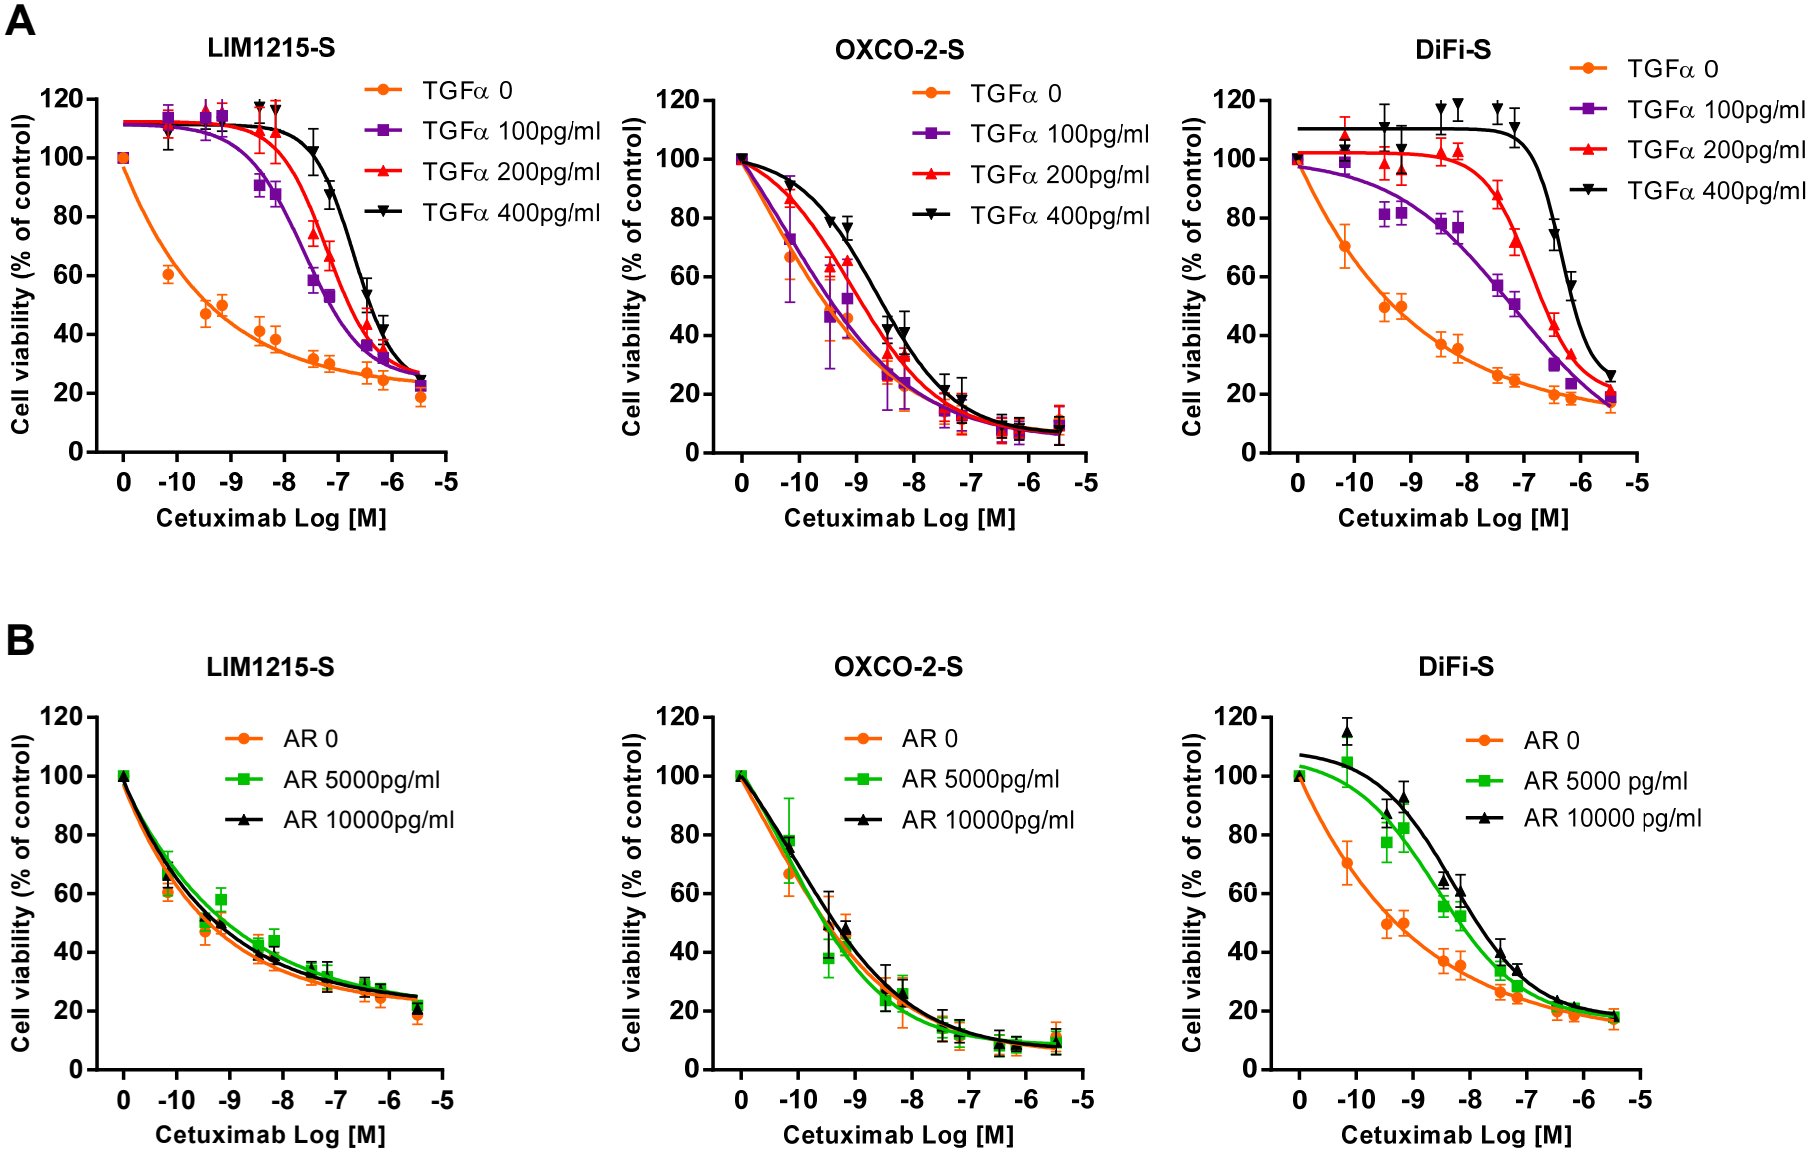 A
LIM1215-S
OXCO-2-S
DiFi-S
TGFα 0
TGFα 100pg/ml
TGFα 200pg/ml
TGFα 400pg/ml
TGFα 0
TGFα 100pg/ml
TGFα 200pg/ml
TGFα 400pg/ml
TGFα 0
TGFα 100pg/ml
TGFα 200pg/ml
TGFα 400pg/ml
Cell viability (% of control)
120
100
80
60
40
20
0
0 -10 -9 -8 -7 -6 -5
Cetuximab Log [M]
Cell viability (% of control)
120
100
80
60
40
20
0
0 -10 -9 -8 -7 -6 -5
Cetuximab Log [M]
Cell viability (% of control)
120
100
80
60
40
20
0
0 -10 -9 -8 -7 -6 -5
Cetuximab Log [M]
B
LIM1215-S
OXCO-2-S
DiFi-S
AR 0
AR 5000pg/ml
AR 10000pg/ml
AR 0
AR 5000pg/ml
AR 10000pg/ml
AR 0
AR 5000 pg/ml
AR 10000 pg/ml
Cell viability (% of control)
120
100
80
60
40
20
0
0 -10 -9 -8 -7 -6 -5
Cetuximab Log [M]
Cell viability (% of control)
120
100
80
60
40
20
0
0 -10 -9 -8 -7 -6 -5
Cetuximab Log [M]
Cell viability (% of control)
120
100
80
60
40
20
0
0 -10 -9 -8 -7 -6 -5
Cetuximab Log [M]